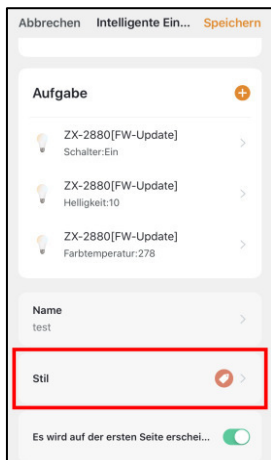 Abbrechen Intelligente Ein... Speichern
Aufgabe
ZX-2880[FW-Update]
Schalter:Ein
ZX-2880[FW-Update]
Helligkeit:10
ZX-2880[FW-Update]
Farbtemperatur:278
Name
test
Stil
Es wird auf der ersten Seite erschei...